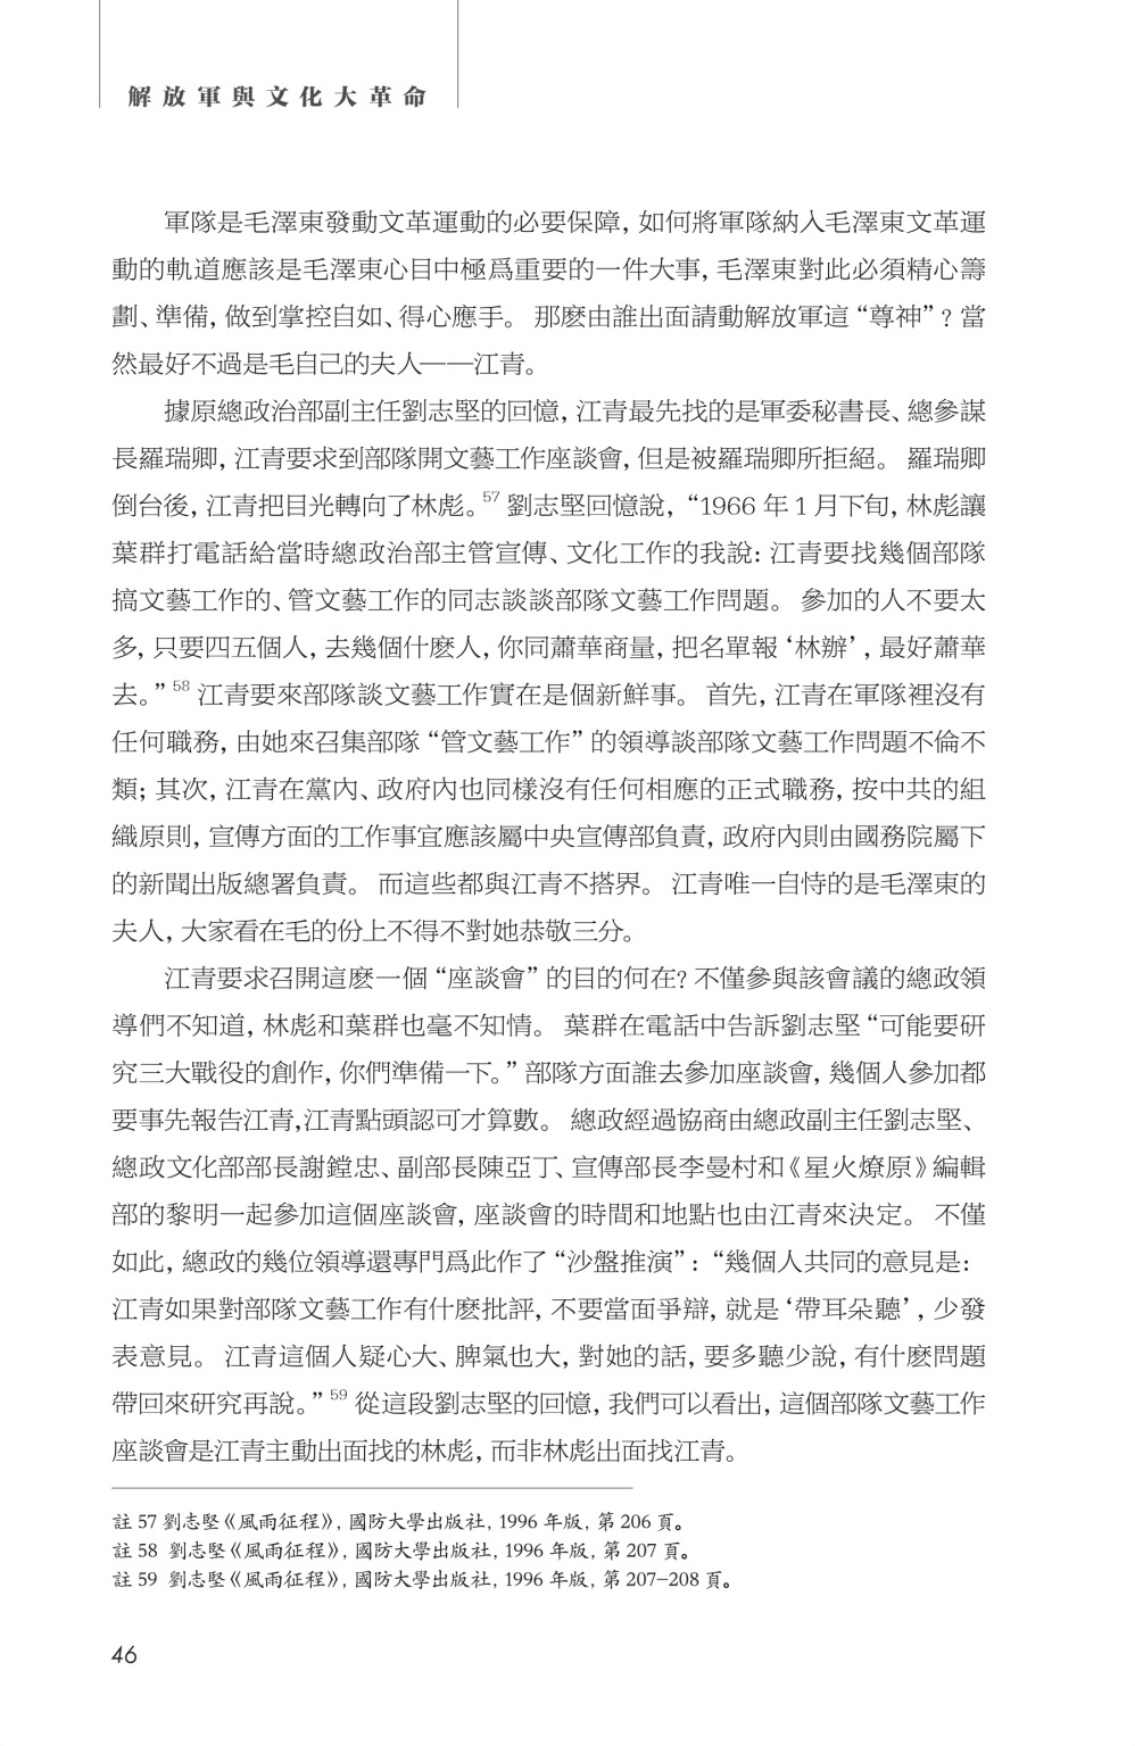 解放軍與文化大革命
軍隊是毛澤東發動文革運動的必要保障，如何將軍隊納入毛澤東文革運
動的軌道應該是毛澤東心目中極爲重要的一件大事，毛澤東對此必須精心籌
劃、準備，做到掌控自如、得心應手。 那麽由誰出面請動解放軍這“尊神”？當
然最好不過是毛自己的夫人——江青。
據原總政治部副主任劉志堅的回憶，江青最先找的是軍委秘書長、總參謀
長羅瑞卿，江青要求到部隊開文藝工作座談會，但是被羅瑞卿所拒絕。 羅瑞卿
倒台後，江青把目光轉向了林彪。57 劉志堅回憶說，“1966 年 1 月下旬，林彪讓
葉群打電話給當時總政治部主管宣傳、文化工作的我說：江青要找幾個部隊
搞文藝工作的、管文藝工作的同志談談部隊文藝工作問題。 參加的人不要太
多，只要四五個人，去幾個什麽人，你同蕭華商量，把名單報‘林辦’，最好蕭華
去。”58 江青要來部隊談文藝工作實在是個新鮮事。 首先，江青在軍隊裡沒有
任何職務，由她來召集部隊“管文藝工作”的領導談部隊文藝工作問題不倫不
類；其次，江青在黨內、政府內也同樣沒有任何相應的正式職務，按中共的組
織原則，宣傳方面的工作事宜應該屬中央宣傳部負責，政府內則由國務院屬下
的新聞出版總署負責。 而這些都與江青不搭界。 江青唯一自恃的是毛澤東的
夫人，大家看在毛的份上不得不對她恭敬三分。
江青要求召開這麽一個“座談會”的目的何在？不僅參與該會議的總政領
導們不知道，林彪和葉群也毫不知情。 葉群在電話中告訴劉志堅“可能要研
究三大戰役的創作，你們準備一下。”部隊方面誰去參加座談會，幾個人參加都
要事先報告江青,江青點頭認可才算數。 總政經過協商由總政副主任劉志堅、
總政文化部部長謝鏜忠、副部長陳亞丁、宣傳部長李曼村和《星火燎原》編輯
部的黎明一起參加這個座談會，座談會的時間和地點也由江青來決定。 不僅
如此，總政的幾位領導還專門爲此作了“沙盤推演”：“幾個人共同的意見是：
江青如果對部隊文藝工作有什麽批評，不要當面爭辯，就是‘帶耳朵聽’，少發
表意見。 江青這個人疑心大、脾氣也大，對她的話，要多聽少說，有什麽問題
帶回來研究再說。”59 從這段劉志堅的回憶，我們可以看出，這個部隊文藝工作
座談會是江青主動出面找的林彪，而非林彪出面找江青。
註 57 劉志堅《風雨征程》，國防大學出版社，1996 年版，第 206 頁。
註 58 劉志堅《風雨征程》，國防大學出版社，1996 年版，第 207 頁。
註 59 劉志堅《風雨征程》，國防大學出版社，1996 年版，第 207–208 頁。
46